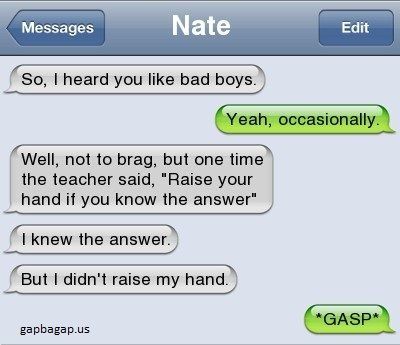 Messages
Nate
Edit
So, I heard you like bad boys.
Yeah, occasionally.
Well, not to brag, but one time
the teacher said, "Raise your
hand if you know the answer"
I knew the answer.
But I didn't raise my hand.
*GASP*
gapbagap.us